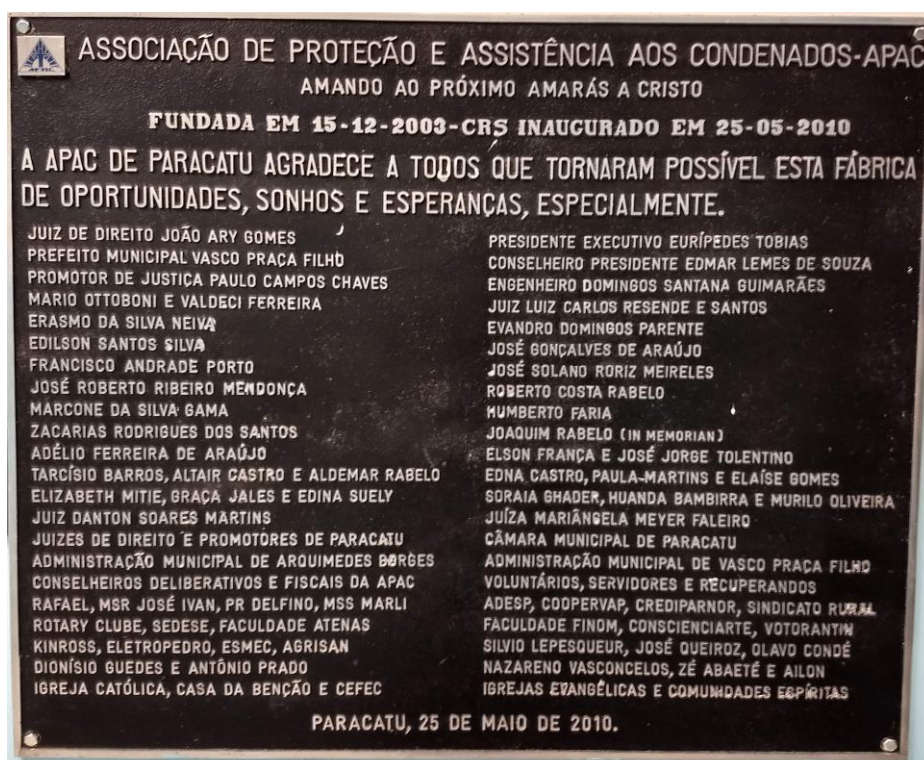 ASSOCIAÇÃO DE PROTEÇÃO E ASSISTÊNCIA AOS CONDENADOS-APAC
APAC
AMANDO AO PRÓXIMO AMARÁS A CRISTO
FUNDADA EM 15-12-2003-CRS INAUGURADO EM 25-05-2010
A APAC DE PARACATU AGRADECE A TODOS QUE TORNARAM POSSÍVEL ESTA FÁBRICA
DE OPORTUNIDADES, SONHOS E ESPERANÇAS, ESPECIALMENTE.
JUIZ DE DIREITO JOÃO ARY GOMES
PREFEITO MUNICIPAL VASCO PRAÇA FILHO
PROMOTOR DE JUSTIÇA PAULO CAMPOS CHAVES
MARIO OTTOBONI E VALDECI FERREIRA
ERASMO DA SILVA NEIVA
EDILSON SANTOS SILVA
FRANCISCO ANDRADE PORTO
JOSÉ ROBERTO RIBEIRO MENDONÇA
MARCONE DA SILVA GAMA
ZACARIAS RODRIGUES DOS SANTOS
ADÉLIO FERREIRA DE ARAÚJO
TARCÍSIO BARROS, ALTAIR CASTRO E ALDEMAR RABELO
ELIZABETH MITIE, GRAÇA JALES E EDINA SUELY
JUIZ DANTON SOARES MARTINS
JUIZES DE DIREITO E PROMOTORES DE PARACATU
ADMINISTRAÇÃO MUNICIPAL DE ARQUIMEDES BORGES
CONSELHEIROS DELIBERATIVOS E FISCAIS DA APAC
RAFAEL, MSR JOSÉ IVAN, PR DELFINO, MSS MARLI
ROTARY CLUBE, SEDESE, FACULDADE ATENAS
KINROSS, ELETROPEDRO, ESMEC, AGRISAN
DIONÍSIO GUEDES E ANTÔNIO PRADO
IGREJA CATÓLICA, CASA DA BENÇÃO E CEFEC
PRESIDENTE EXECUTIVO EURÍPEDES TOBIAS
CONSELHEIRO PRESIDENTE EDMAR LEMES DE SOUZA
ENGENHEIRO DOMINGOS SANTANA GUIMARÃES
JUIZ LUIZ CARLOS RESENDE E SANTOS
EVANDRO DOMINGOS PARENTE
JOSÉ GONÇALVES DE ARAÚJO
JOSÉ SOLANO RORIZ MEIRELES
ROBERTO COSTA RABELO
HUMBERTO FARIA
JOAQUIM RABELO (IN MEMORIAN)
ELSON FRANÇA E JOSÉ JORGE TOLENTINO
EDNA CASTRO, PAULA-MARTINS E ELAÍSE GOMES
SORAIA GHADER, HUANDA BAMBIRRA E MURILO OLIVEIRA
JUÍZA MARIÂNGELA MEYER FALEIRO
CÂMARA MUNICIPAL DE PARACATU
ADMINISTRAÇÃO MUNICIPAL DE VASCO PRAÇA FILHO
VOLUNTÁRIOS, SERVIDORES E RECUPERANDOS
ADESP, COOPERVAP, CREDIPARNOR, SINDICATO RURAL
FACULDADE FINOM, CONSCIENCIARTE, VOTORANTIN
SILVIO LEPESQUEUR, JOSÉ QUEIROZ, OLAVO CONDÉ
NAZARENO VASCONCELOS, ZÉ ABAETÉ E AILON
IGREJAS EVANGÉLICAS E COMUNIDADES ESPÍRITAS
PARACATU, 25 DE MAIO DE 2010.